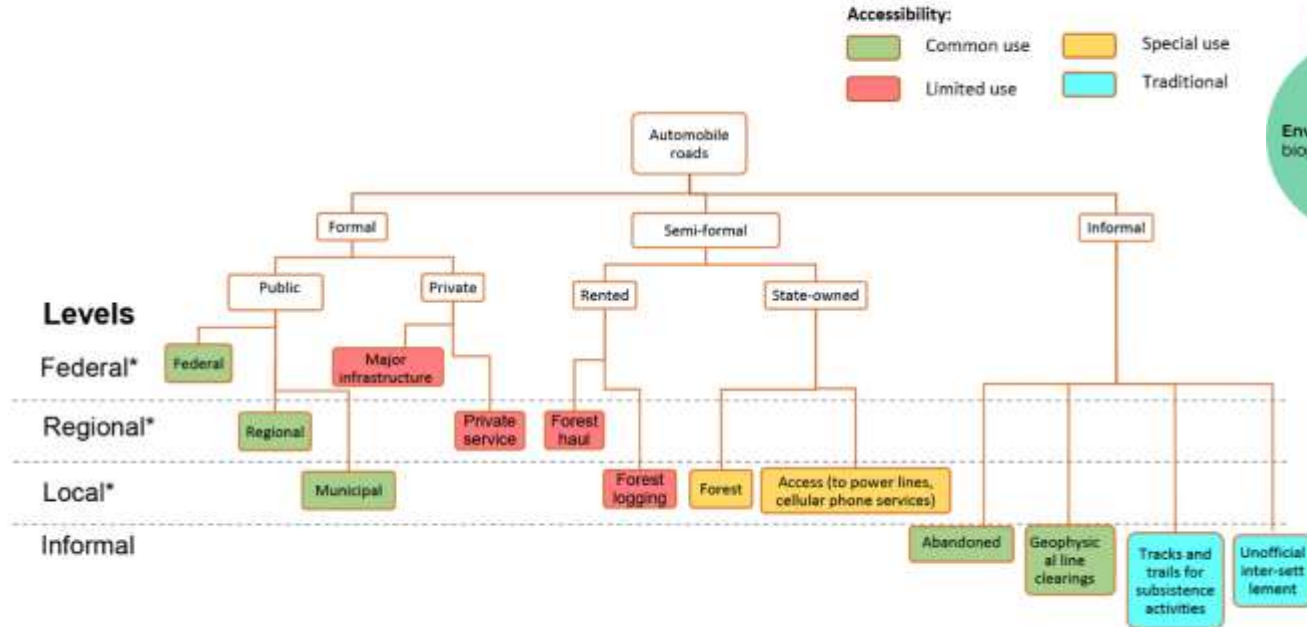 Accessibility:
Common use
Special use
Limited use
Traditional
Env
bio
Automobile
roads
Formal
Semi-formal
Informal
Public
Private
Rented
State-owned
Levels
Federal*
Federal
Major
infrastructure
Regional*
Regional
Private
service
Forest
haul
Local*
Municipal
Forest
logging
Forest
Access (to power lines,
cellular phone services)
Informal
Abandoned
Geophysic
al line
clearings
Tracks and
trails for
subsistence
activities
Unofficial
inter-sett
lement